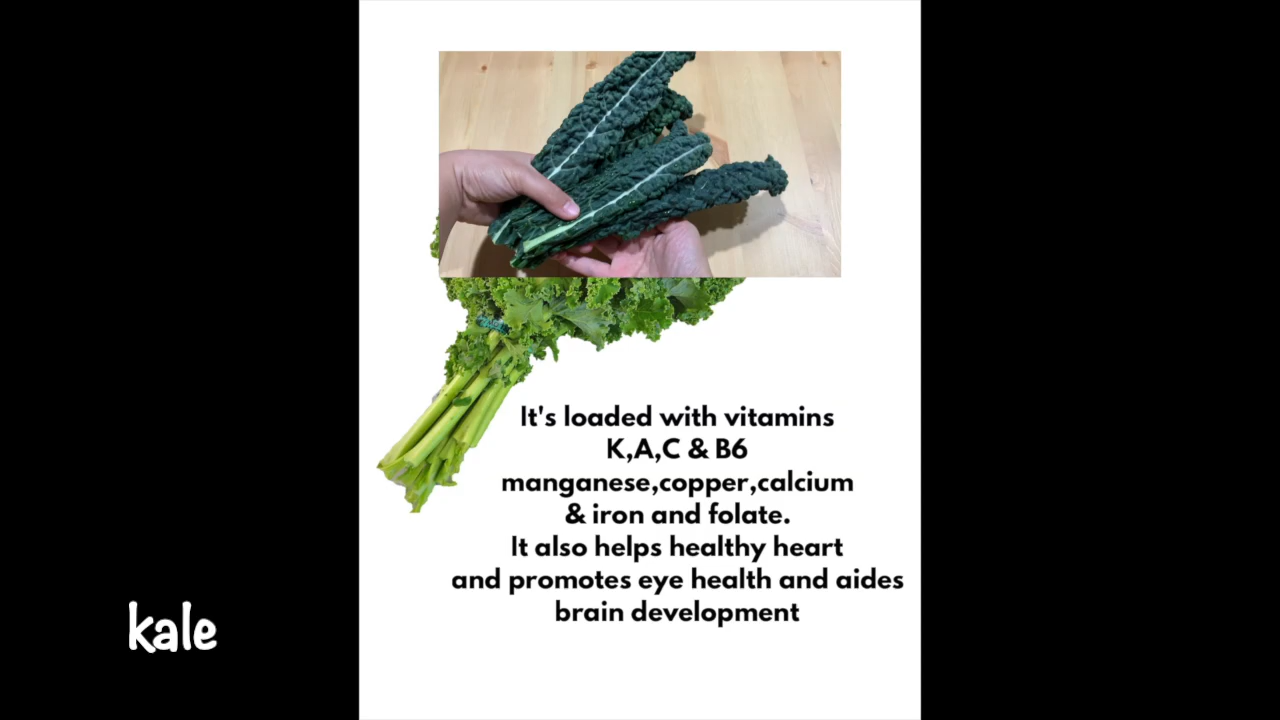 It's loaded with vitamins
K,A,C & B6
manganese,copper,calcium
& iron and folate.
It also helps healthy heart
and promotes eye health and aides
brain development
kale